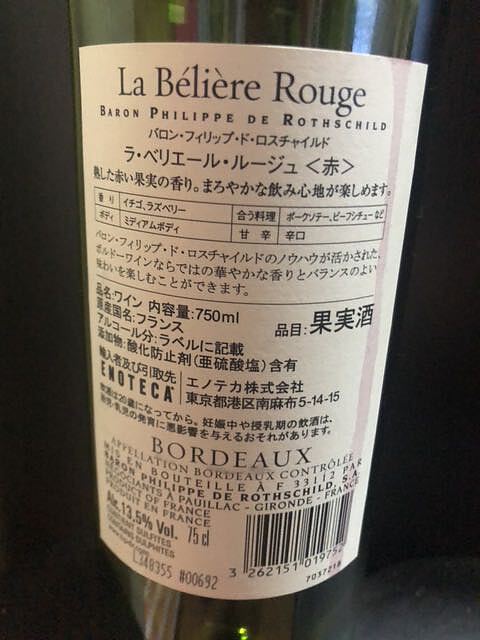 La Bélière Rouge
BARON PHILIPPE DE ROTHSCHILD
バロン・フィリップ・ド・ロスチャイルド
ラ・ベリエール・ルージュ＜赤＞
熟した赤い果実の香り。まろやかな飲み心地が楽しめます。
香り イチゴ、ラズベリー 合う料理 ポークソテー、ビーフシチューなど
ボディ ミディアムボディ 甘辛 辛口
バロン・フィリップ・ド・ロスチャイルドのノウハウが活かされた、
ボルドーワインならではの華やかな香りとバランスのよい
味わいを楽しむことができます。
品名:ワイン 内容量:750ml
原産国名:フランス
アルコール分:ラベルに記載 品目:果実酒
添加物:酸化防止剤(亜硫酸塩)含有
輸入者及び引取先
ENOTECA エノテカ株式会社
東京都港区南麻布5-14-15
飲酒は20歳になってから。妊娠中や授乳期の飲酒は、
胎児・乳児の発育に悪影響を与えるおそれがあります。
BORDEAUX
APPELLATION BORDEAUX CONTRÔLÉE
MIS EN BOUTEILLE À F 33112 PAR
BARON PHILIPPE DE ROTHSCHILD, S.A.
NÉGOCIANTS À PAUILLAC - GIRONDE - FRANCE
PRODUCE OF FRANCE
PRODUIT EN FRANCE
Alc.13.5% Vol. 75 cl
CONTAINS SULFITES
CONTAINS SULPHITES
L348355 #00692
3 262151 01975
7037218